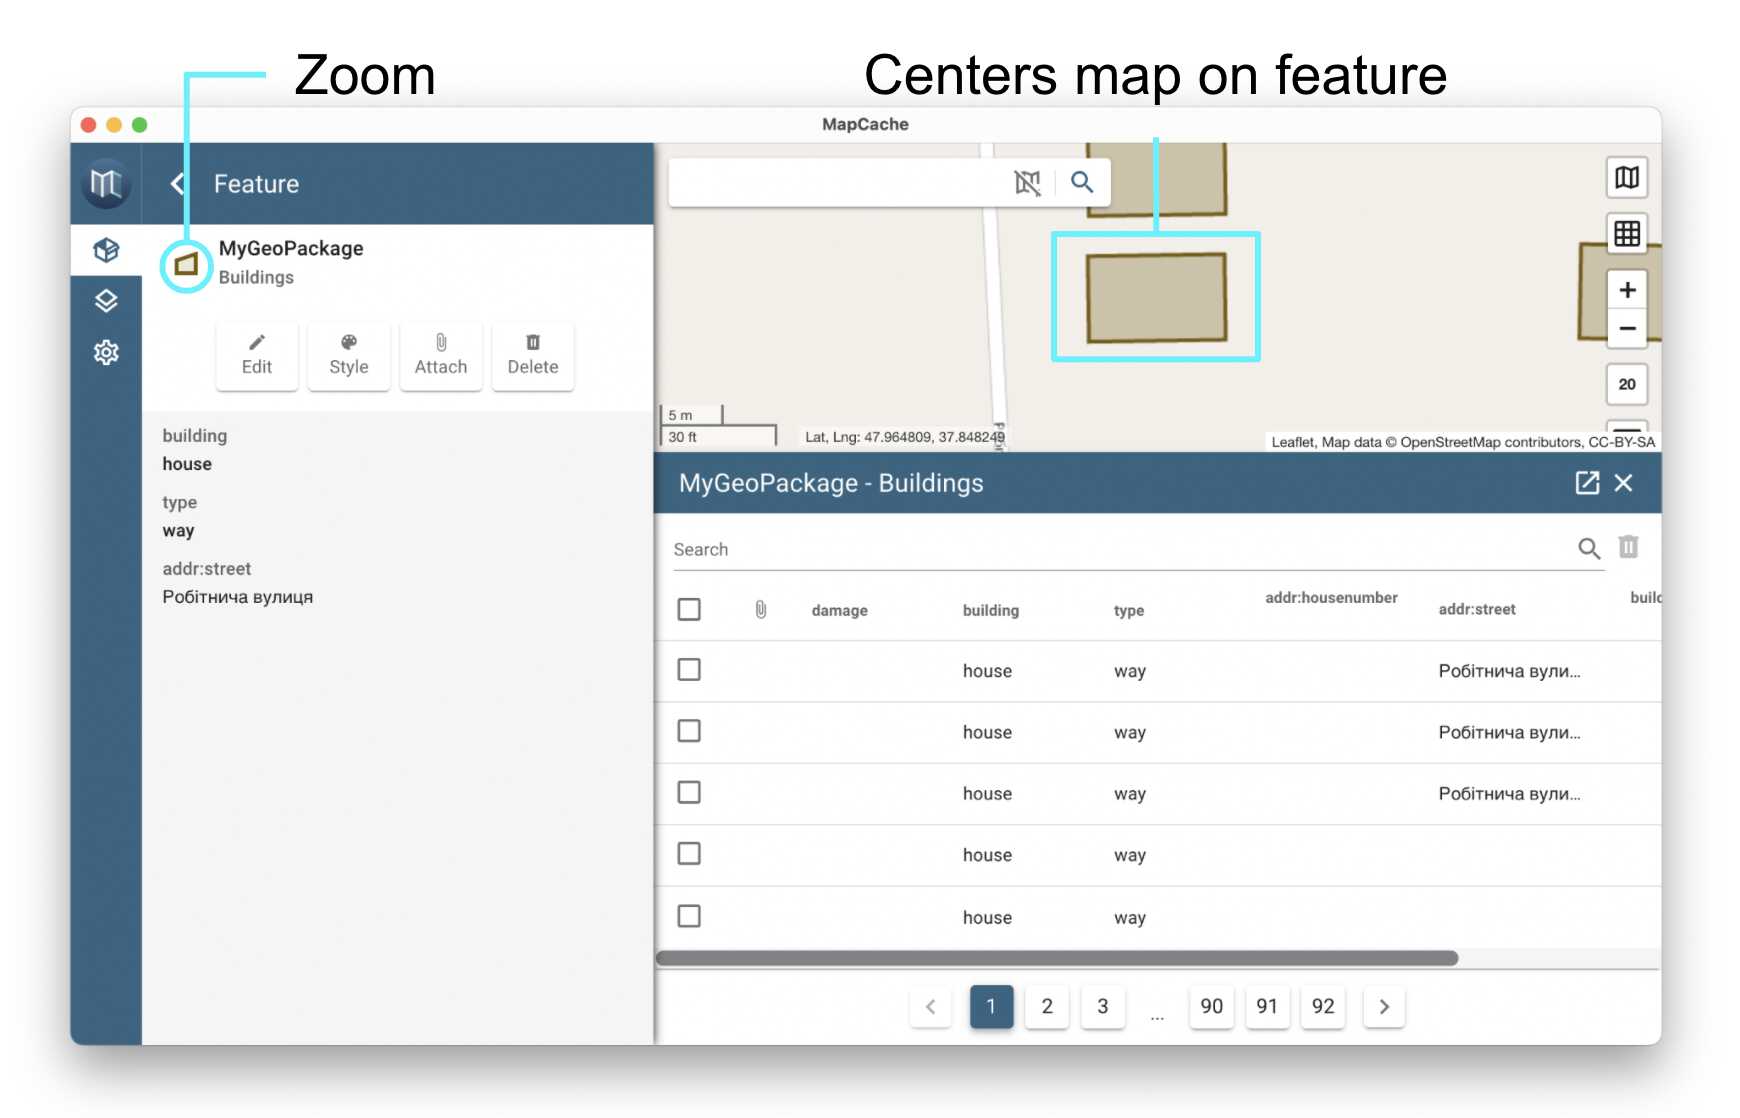 Zoom
Centers map on feature
MapCache
Feature
MyGeoPackage
Buildings
Edit
Style
Attach
Delete
building
house
type
way
addr:street
Робітнича вулиця
5 m
30 ft
Lat, Lng: 47.964809, 37.848249
+
−
20
Leaflet, Map data © OpenStreetMap contributors, CC-BY-SA
MyGeoPackage - Buildings
Search
damage building type addr:housenumber addr:street build
house way Робітнича вули...
house way Робітнича вули...
house way Робітнича вули...
house way
house way
1 2 3 ... 90 91 92